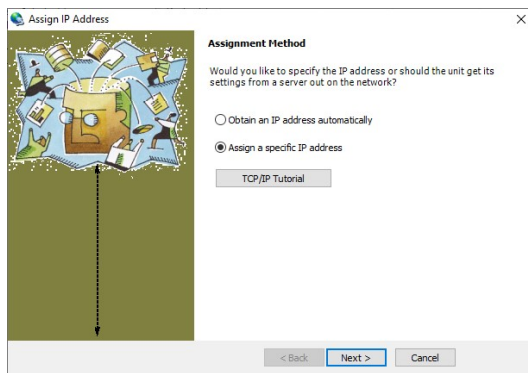 Assign IP Address
Assignment Method
Would you like to specify the IP address or should the unit get its
settings from a server out on the network?
Obtain an IP address automatically
Assign a specific IP address
TCP/IP Tutorial
< Back
Next >
Cancel